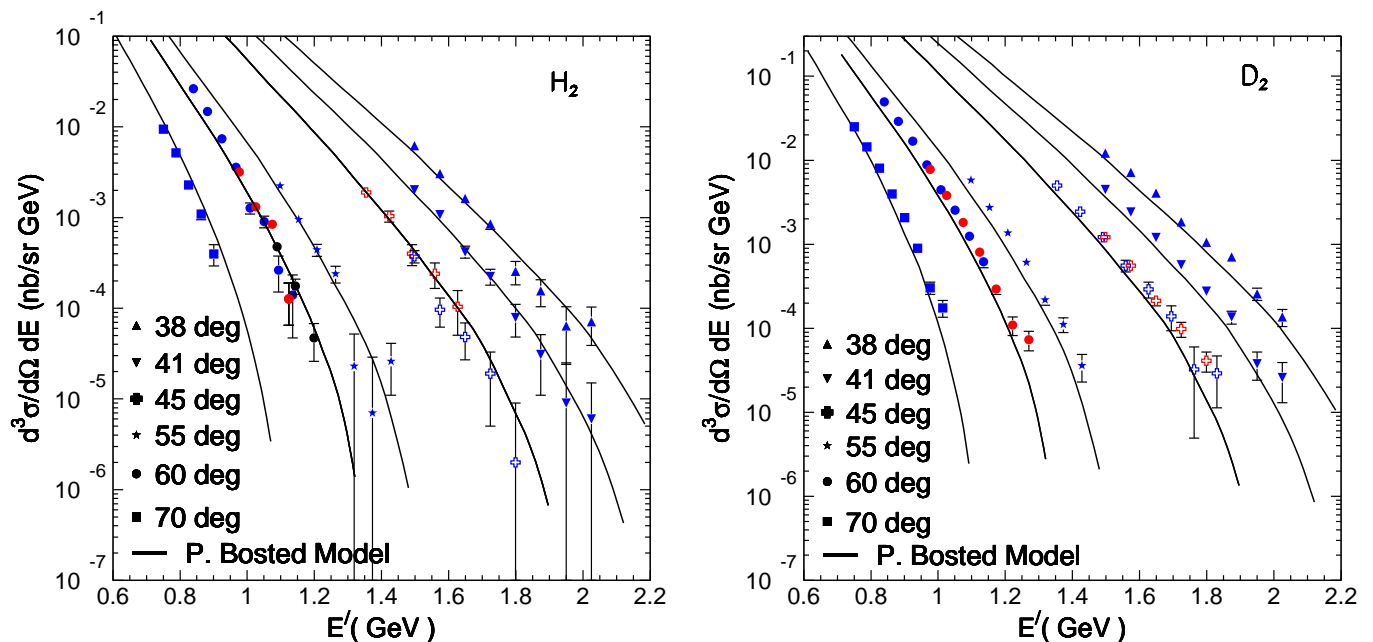 H₂
10⁻¹
10⁻²
10⁻³
10⁻⁴
10⁻⁵
10⁻⁶
10⁻⁷
d³σ/dΩ dE (nb/sr GeV)
38 deg
41 deg
45 deg
55 deg
60 deg
70 deg
P. Bosted Model
0.6 0.8 1 1.2 1.4 1.6 1.8 2 2.2
E′( GeV )
D₂
10⁻¹
10⁻²
10⁻³
10⁻⁴
10⁻⁵
10⁻⁶
10⁻⁷
d³σ/dΩ dE (nb/sr GeV)
38 deg
41 deg
45 deg
55 deg
60 deg
70 deg
P. Bosted Model
0.6 0.8 1 1.2 1.4 1.6 1.8 2 2.2
E′( GeV )